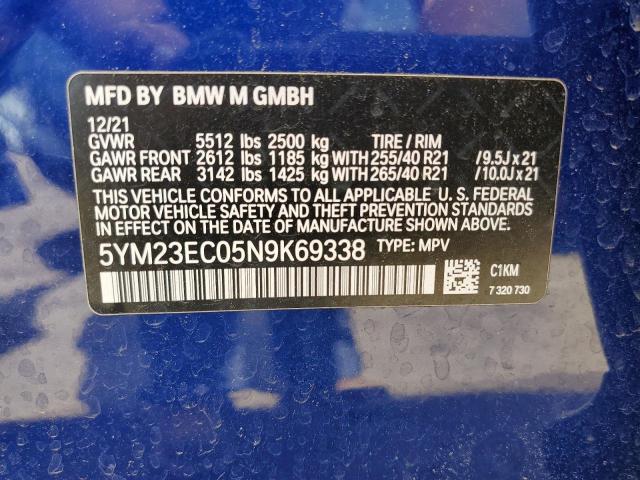 MFD BY BMW M GMBH
12/21
GVWR 5512 lbs 2500 kg TIRE / RIM
GAWR FRONT 2612 lbs 1185 kg WITH 255/40 R21 / 9.5J x 21
GAWR REAR 3142 lbs 1425 kg WITH 265/40 R21 / 10.0J x 21
THIS VEHICLE CONFORMS TO ALL APPLICABLE U. S. FEDERAL
MOTOR VEHICLE SAFETY AND THEFT PREVENTION STANDARDS
IN EFFECT ON THE DATE OF MANUFACTURE SHOWN ABOVE.
5YM23EC05N9K69338 TYPE: MPV
C1KM
7 320 730